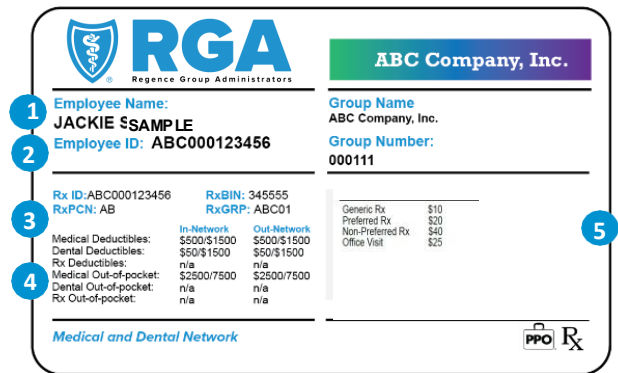 RGA
®
Regence Group Administrators
ABC Company, Inc.
1
Employee Name:
JACKIE SSAMPLE
2
Employee ID: ABC000123456
Group Name
ABC Company, Inc.
Group Number:
000111
3
Rx ID:ABC000123456 RxBIN: 345555
RxPCN: AB RxGRP: ABC01
In-Network Out-Network
Medical Deductibles: $500/$1500 $500/$1500
Dental Deductibles: $50/$1500 $50/$1500
Rx Deductibles: n/a n/a
4
Medical Out-of-pocket: $2500/7500 $2500/7500
Dental Out-of-pocket: n/a n/a
Rx Out-of-pocket: n/a n/a
Generic Rx $10
Preferred Rx $20
Non-Preferred Rx $40
Office Visit $25
5
Medical and Dental Network
PPO Rx